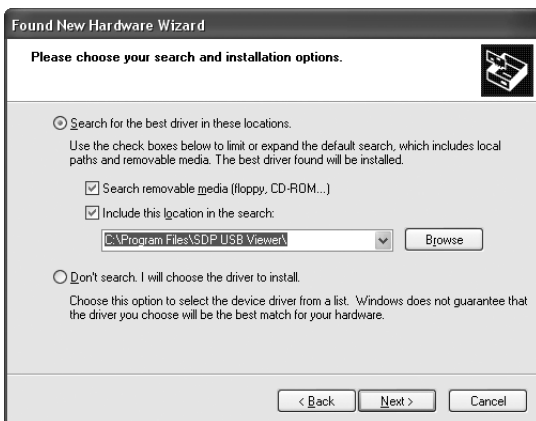 Found New Hardware Wizard
Please choose your search and installation options.
Search for the best driver in these locations.
Use the check boxes below to limit or expand the default search, which includes local
paths and removable media. The best driver found will be installed.
Search removable media (floppy, CD-ROM...)
Include this location in the search:
C:\Program Files\SDP USB Viewer\
Browse
Don't search. I will choose the driver to install.
Choose this option to select the device driver from a list. Windows does not guarantee that
the driver you choose will be the best match for your hardware.
< Back Next > Cancel